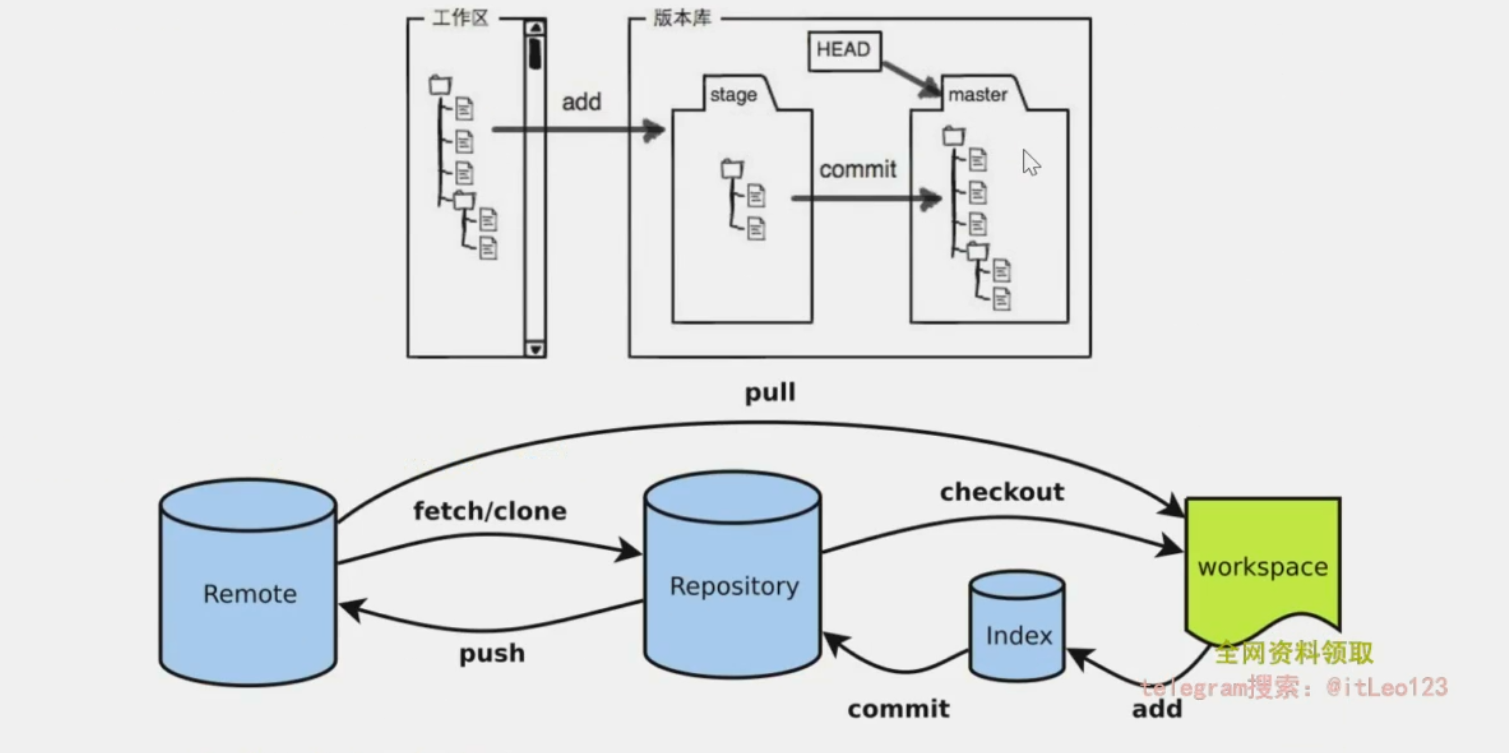 工作区
版本库
HEAD
stage
master
add
commit
pull
fetch/clone
checkout
Remote
Repository
workspace
Index
push
commit
add
全网资料领取
telegram搜索：@itLeo123